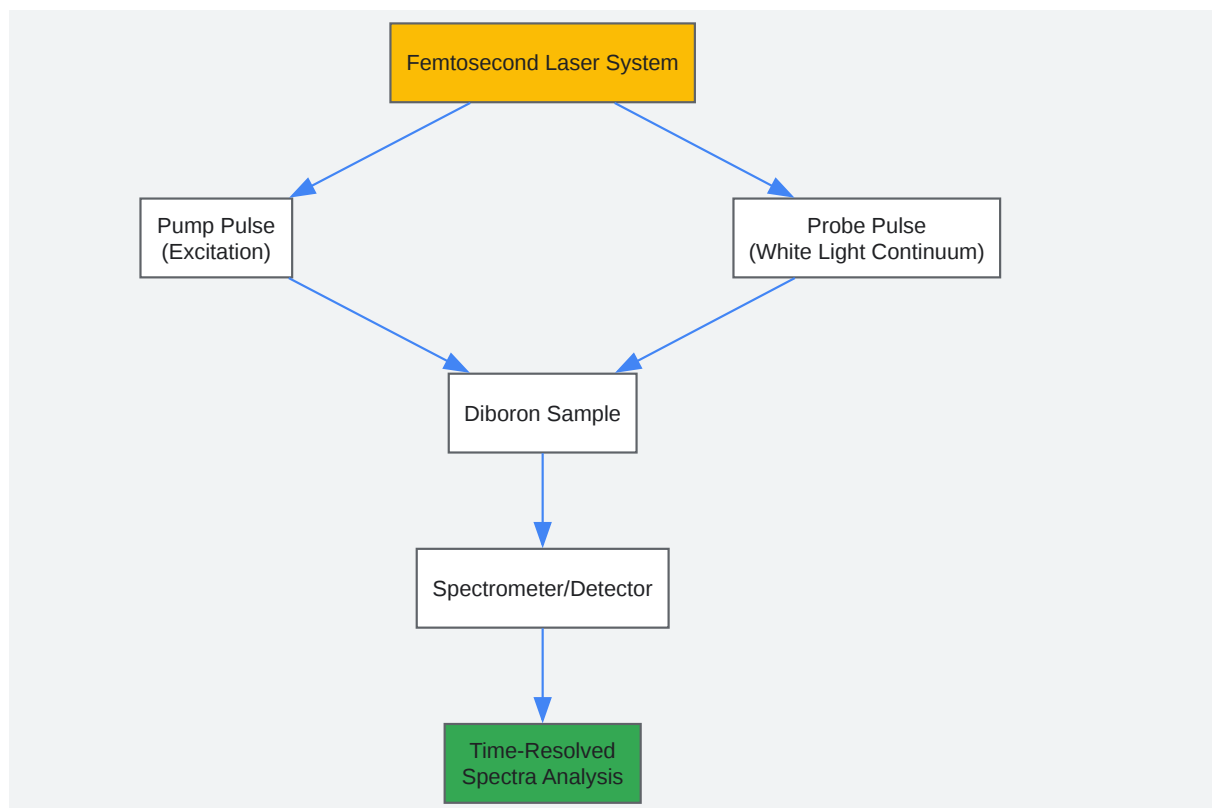 Femtosecond Laser System
Pump Pulse
(Excitation)
Probe Pulse
(White Light Continuum)
Diboron Sample
Spectrometer/Detector
Time-Resolved
Spectra Analysis